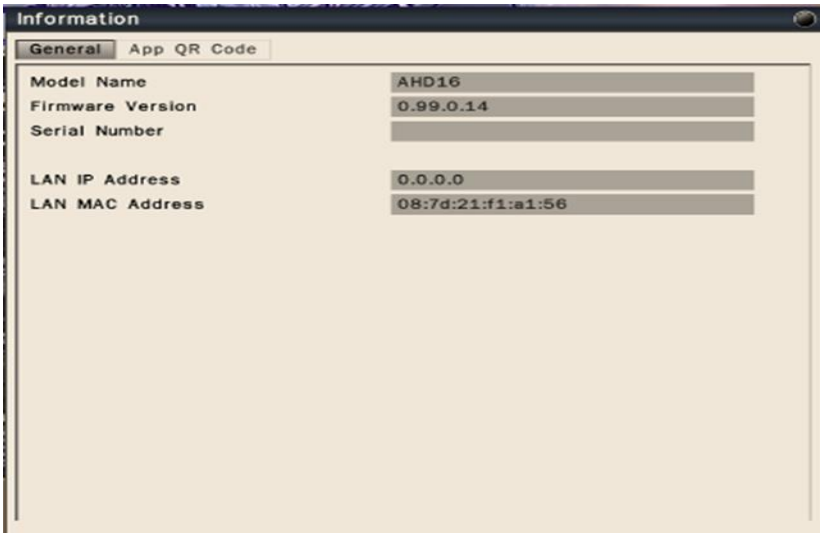 Information
General App QR Code
Model Name AHD16
Firmware Version 0.99.0.14
Serial Number
LAN IP Address 0.0.0.0
LAN MAC Address 08:7d:21:f1:a1:56